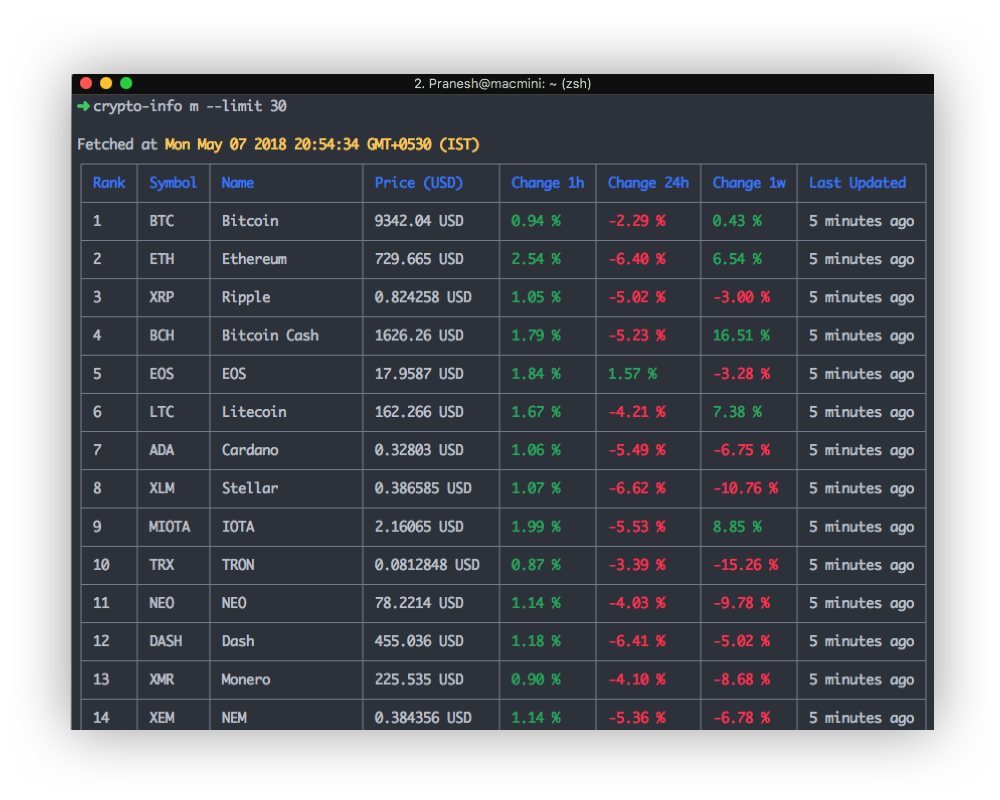 2. Pranesh@macmini: ~ (zsh)
➜ crypto-info m --limit 30
Fetched at Mon May 07 2018 20:54:34 GMT+0530 (IST)
Rank Symbol Name Price (USD) Change 1h Change 24h Change 1w Last Updated
1 BTC Bitcoin 9342.04 USD 0.94 % -2.29 % 0.43 % 5 minutes ago
2 ETH Ethereum 729.665 USD 2.54 % -6.40 % 6.54 % 5 minutes ago
3 XRP Ripple 0.824258 USD 1.05 % -5.02 % -3.00 % 5 minutes ago
4 BCH Bitcoin Cash 1626.26 USD 1.79 % -5.23 % 16.51 % 5 minutes ago
5 EOS EOS 17.9587 USD 1.84 % 1.57 % -3.28 % 5 minutes ago
6 LTC Litecoin 162.266 USD 1.67 % -4.21 % 7.38 % 5 minutes ago
7 ADA Cardano 0.32803 USD 1.06 % -5.49 % -6.75 % 5 minutes ago
8 XLM Stellar 0.386585 USD 1.07 % -6.62 % -10.76 % 5 minutes ago
9 MIOTA IOTA 2.16065 USD 1.99 % -5.53 % 8.85 % 5 minutes ago
10 TRX TRON 0.0812848 USD 0.87 % -3.39 % -15.26 % 5 minutes ago
11 NEO NEO 78.2214 USD 1.14 % -4.03 % -9.78 % 5 minutes ago
12 DASH Dash 455.036 USD 1.18 % -6.41 % -5.02 % 5 minutes ago
13 XMR Monero 225.535 USD 0.90 % -4.10 % -8.68 % 5 minutes ago
14 XEM NEM 0.384356 USD 1.14 % -5.36 % -6.78 % 5 minutes ago